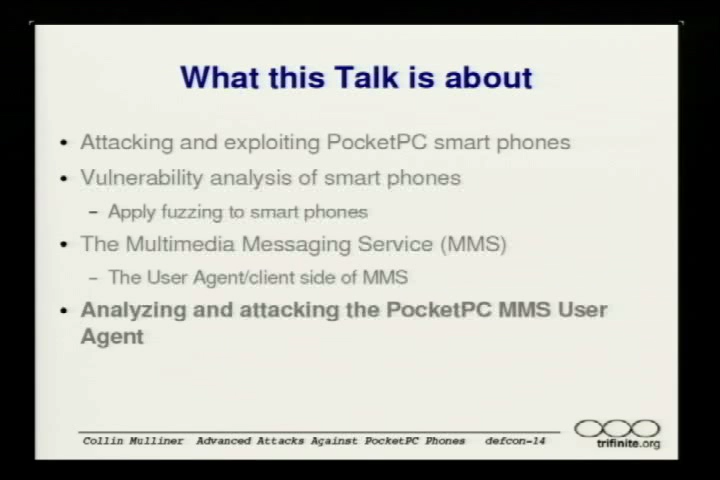 What this Talk is about
• Attacking and exploiting PocketPC smart phones
• Vulnerability analysis of smart phones
– Apply fuzzing to smart phones
• The Multimedia Messaging Service (MMS)
– The User Agent/client side of MMS
• Analyzing and attacking the PocketPC MMS User
Agent
Collin Mulliner Advanced Attacks Against PocketPC Phones defcon-14
trifinite.org